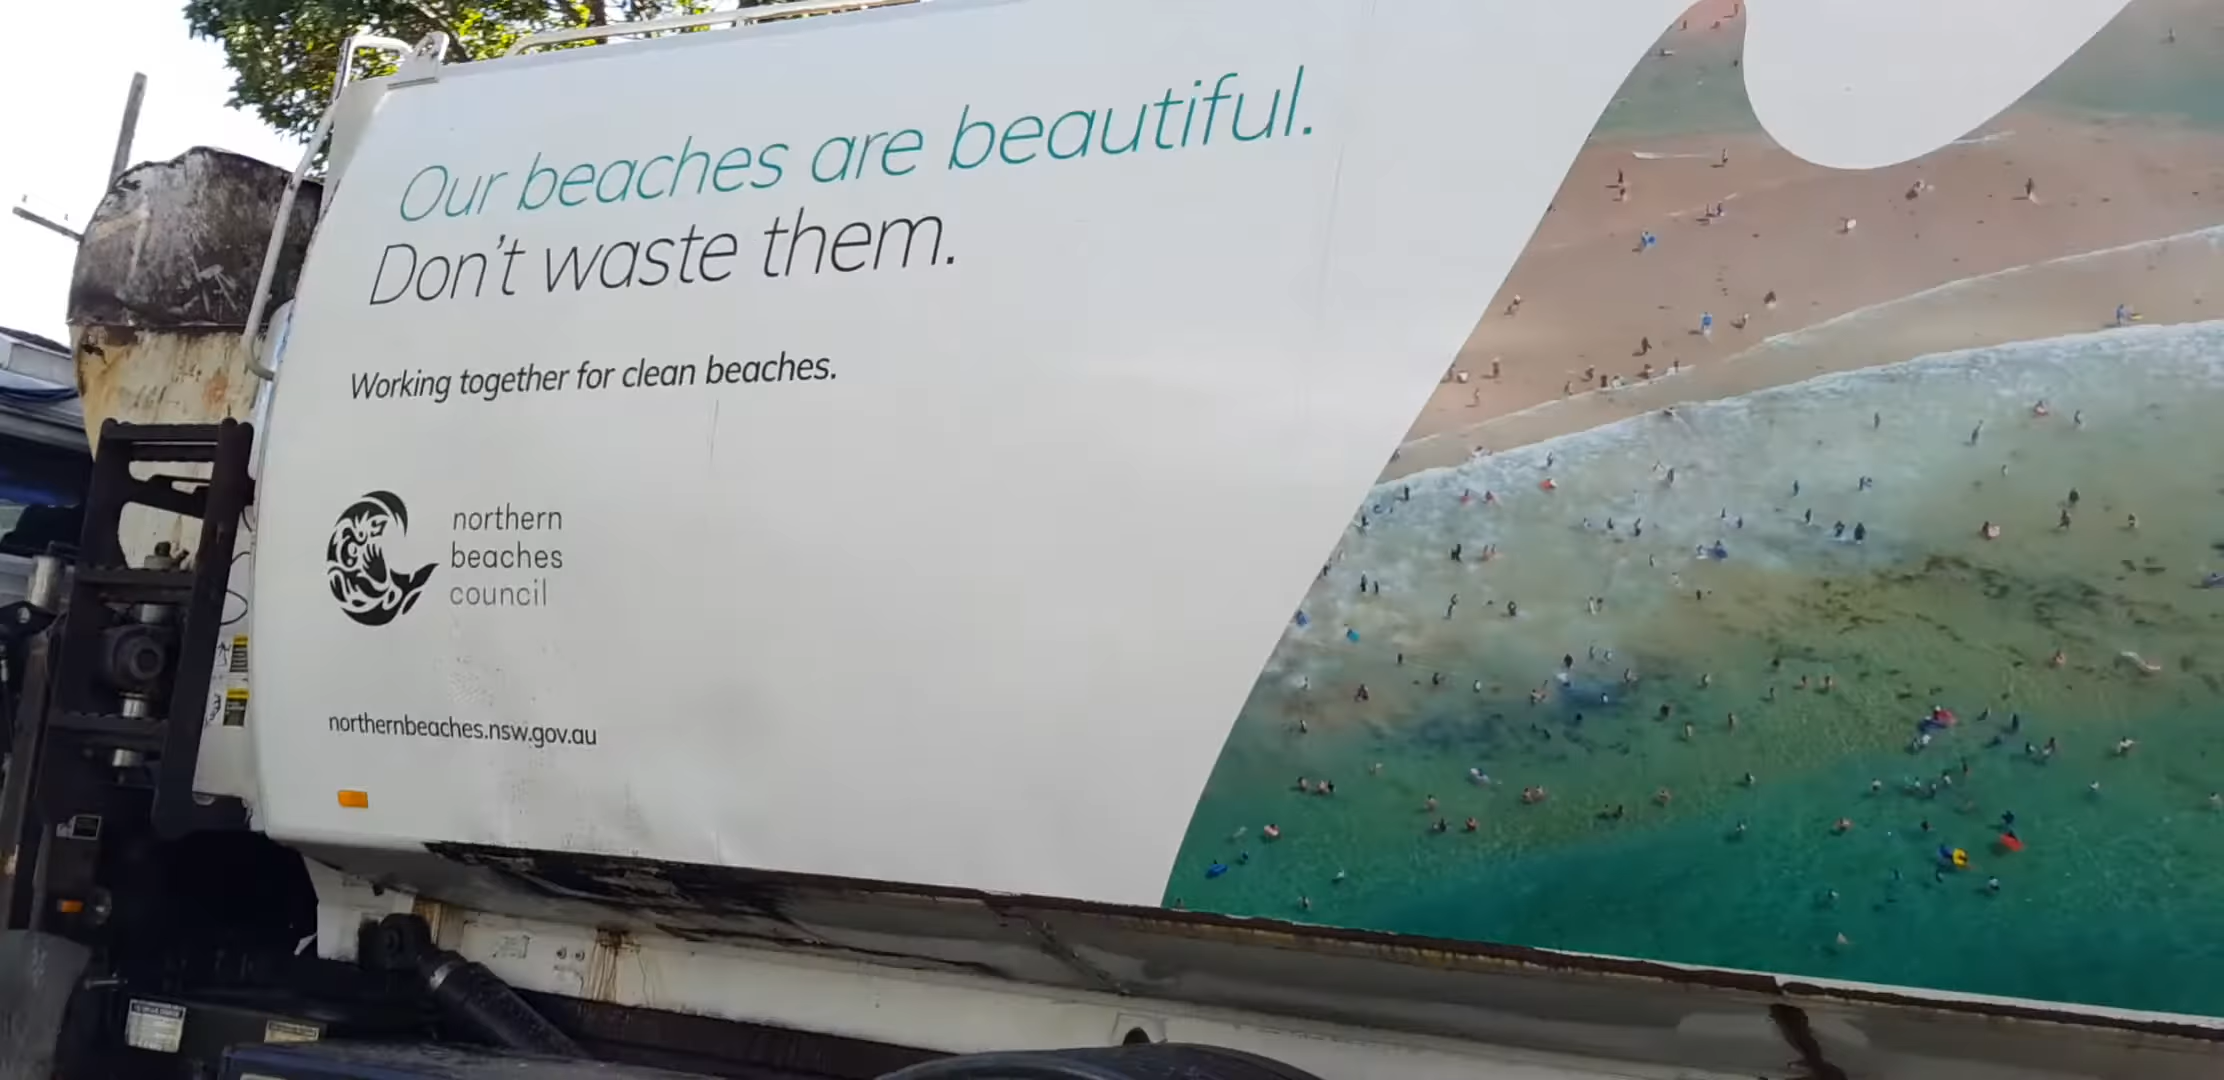 Our beaches are beautiful.
Don't waste them.
Working together for clean beaches.
northern
beaches
council
northernbeaches.nsw.gov.au